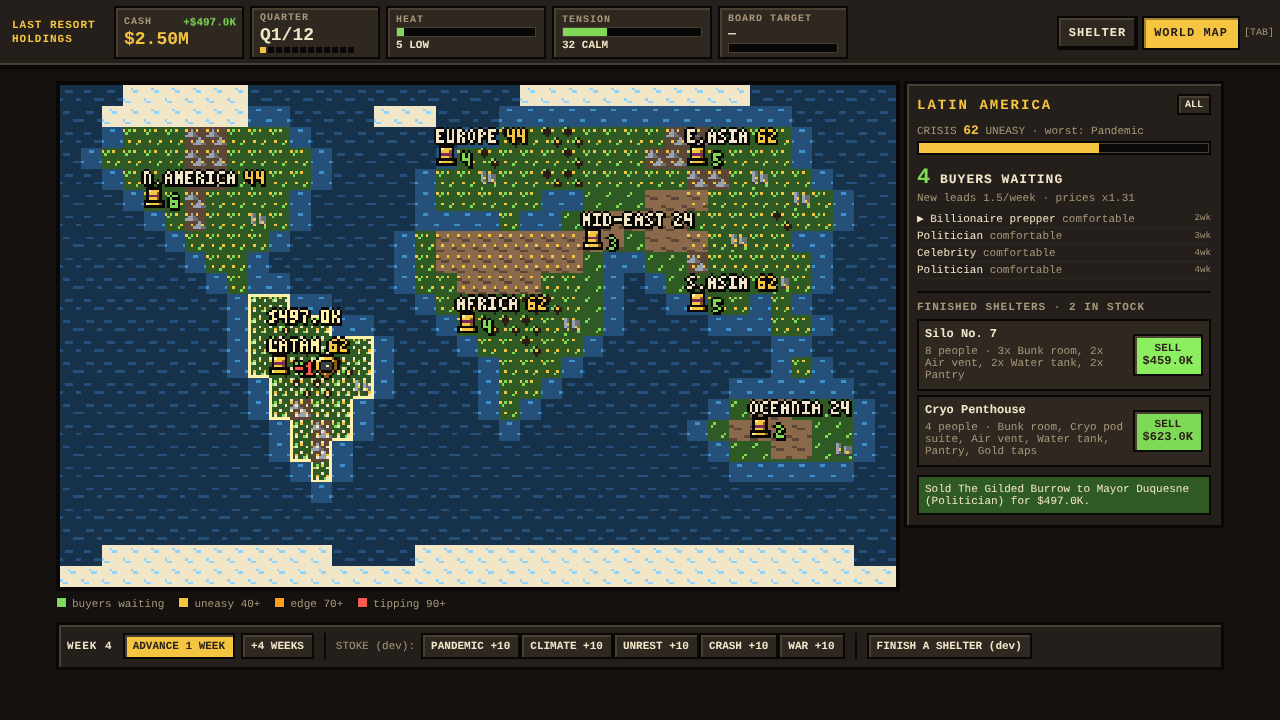 LAST RESORT
HOLDINGS
CASH +$497.0K
$2.50M
QUARTER
Q1/12
HEAT
5 LOW
TENSION
32 CALM
BOARD TARGET
—
SHELTER
WORLD MAP
[TAB]
EUROPE 44
4
E.ASIA 62
5
N.AMERICA 44
6
MID-EAST 24
3
S.ASIA 62
5
AFRICA 62
4
$497.0K
LATAM 62
-1
OCEANIA 24
2
LATIN AMERICA
ALL
CRISIS 62 UNEASY · worst: Pandemic
4 BUYERS WAITING
New leads 1.5/week · prices x1.31
▶ Billionaire prepper comfortable 2wk
Politician comfortable 3wk
Celebrity comfortable 4wk
Politician comfortable 4wk
FINISHED SHELTERS · 2 IN STOCK
Silo No. 7
8 people · 3x Bunk room, 2x
Air vent, 2x Water tank,
Pantry
SELL
$459.0K
Cryo Penthouse
4 people · Bunk room, Cryo pod
suite, Air vent, Water tank,
Pantry, Gold taps
SELL
$623.0K
Sold The Gilded Burrow to Mayor Duquesne
(Politician) for $497.0K.
buyers waiting
uneasy 40+
edge 70+
tipping 90+
WEEK 4
ADVANCE 1 WEEK
+4 WEEKS
STOKE (dev):
PANDEMIC +10
CLIMATE +10
UNREST +10
CRASH +10
WAR +10
FINISH A SHELTER (dev)